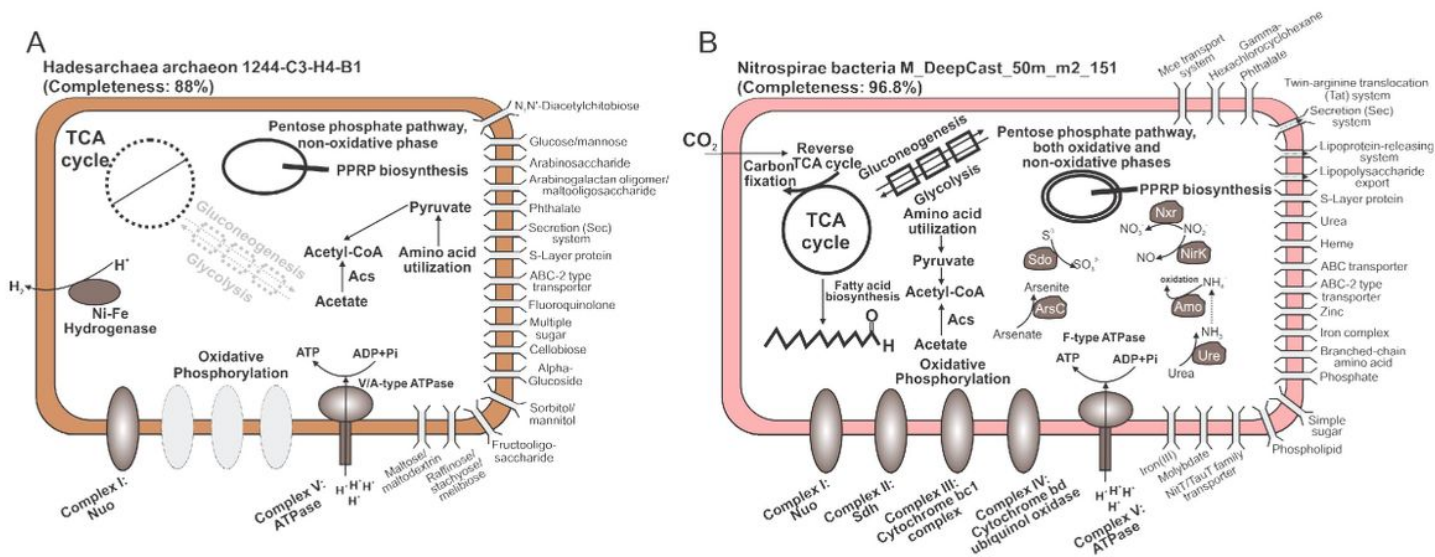 A
Hadesarchaea archaeon 1244-C3-H4-B1
(Completeness: 88%)
TCA
cycle
Pentose phosphate pathway,
non-oxidative phase
PPRP biosynthesis
Gluconeogenesis
Glycolysis
Pyruvate
Acetyl-CoA
Amino acid
utilization
Acs
Acetate
H⁺
H₂
Ni-Fe
Hydrogenase
Oxidative
Phosphorylation
ATP
ADP+Pi
V/A-type ATPase
N,N'-Diacetylchitobiose
Glucose/mannose
Arabinosaccharide
Arabinogalactan oligomer/
maltooligosaccharide
Phthalate
Secretion (Sec)
system
S-Layer protein
ABC-2 type
transporter
Fluoroquinolone
Multiple
sugar
Cellobiose
Alpha-
Glucoside
Sorbitol/
mannitol
Fructooligo-
saccharide
Raffinose/
stachyose/
melibiose
Maltose/
maltodextrin
Complex I:
Nuo
Complex V:
ATPase
H⁺ H⁺ H⁺
H⁺
B
Nitrospirae bacteria M_DeepCast_50m_m2_151
(Completeness: 96.8%)
CO₂
Carbon
fixation
Reverse
TCA cycle
TCA
cycle
Gluconeogenesis
Glycolysis
Pentose phosphate pathway,
both oxidative and
non-oxidative phases
PPRP biosynthesis
Amino acid
utilization
Pyruvate
Acetyl-CoA
Acs
Acetate
Fatty acid
biosynthesis
O
H
Sdo
Arsenite
ArsC
Arsenate
Nxr
NO₃⁻
NO₂⁻
NO
NirK
oxidation
Amo
NH₃
Ure
Urea
Oxidative
Phosphorylation
F-type ATPase
ATP
ADP+Pi
Mce transport
system
Gamma-
Hexachlorocyclohexane
Phthalate
Twin-arginine translocation
(Tat) system
Secretion (Sec)
system
Lipoprotein-releasing
system
Lipopolysaccharide
export
S-Layer protein
Urea
Heme
ABC transporter
ABC-2 type
transporter
Zinc
Iron complex
Branched-chain
amino acid
Phosphate
Simple
sugar
Phospholipid
NitT/TauT family
transporter
Molybdate
Iron(III)
Complex I:
Nuo
Complex II:
Sdh
Complex III:
Cytochrome bc1
complex
Complex IV:
Cytochrome bd
ubiquinol oxidase
Complex V:
ATPase
H⁺ H⁺ H⁺
H⁺